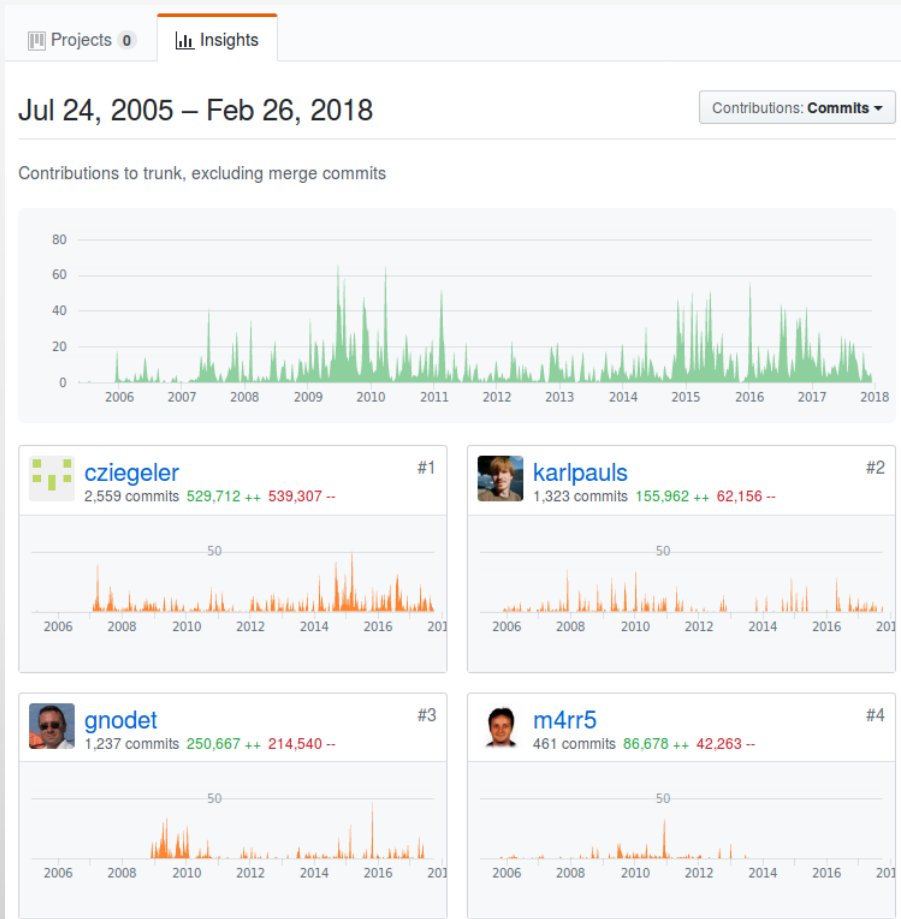 Projects 0 Insights
Jul 24, 2005 – Feb 26, 2018
Contributions: Commits
Contributions to trunk, excluding merge commits
80
60
40
20
0
2006 2007 2008 2009 2010 2011 2012 2013 2014 2015 2016 2017 2018
cziegeler #1
2,559 commits 529,712 ++ 539,307 --
50
2006 2008 2010 2012 2014 2016 201
karlpauls #2
1,323 commits 155,962 ++ 62,156 --
50
2006 2008 2010 2012 2014 2016 201
gnodet #3
1,237 commits 250,667 ++ 214,540 --
50
2006 2008 2010 2012 2014 2016 201
m4rr5 #4
461 commits 86,678 ++ 42,263 --
50
2006 2008 2010 2012 2014 2016 201